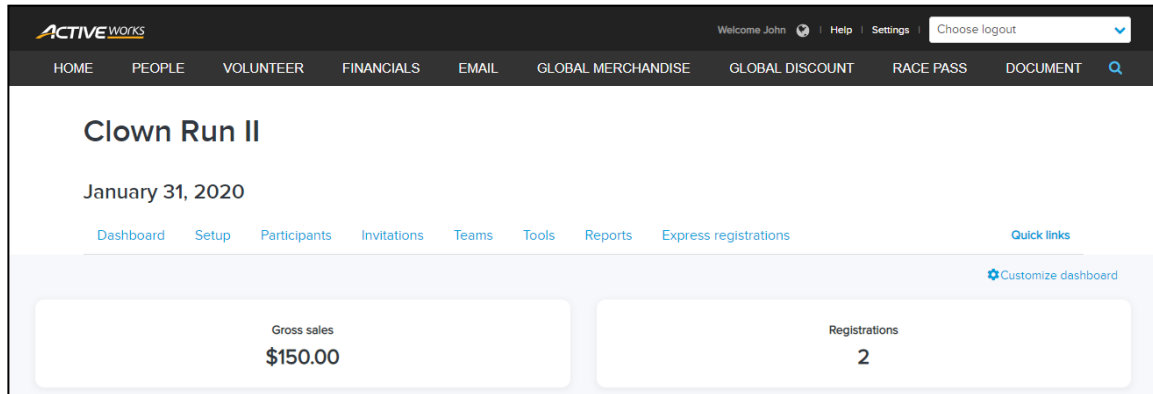 ACTIVE WORKS Welcome John | Help | Settings | Choose logout
HOME PEOPLE VOLUNTEER FINANCIALS EMAIL GLOBAL MERCHANDISE GLOBAL DISCOUNT RACE PASS DOCUMENT
Clown Run II
January 31, 2020
Dashboard Setup Participants Invitations Teams Tools Reports Express registrations Quick links
Customize dashboard
Gross sales Registrations
$150.00 2